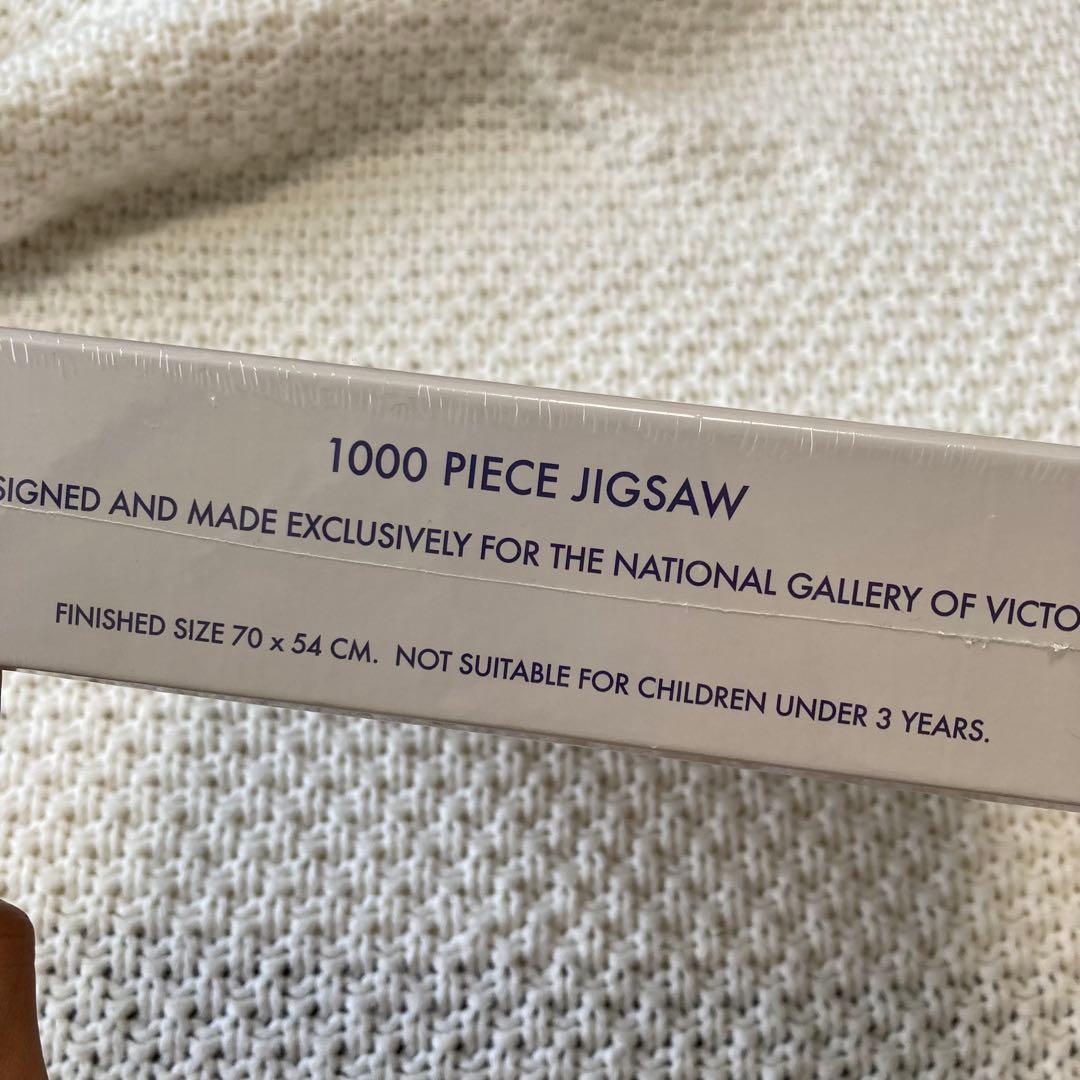 1000 PIECE JIGSAW
SIGNED AND MADE EXCLUSIVELY FOR THE NATIONAL GALLERY OF VICTO
FINISHED SIZE 70 x 54 CM. NOT SUITABLE FOR CHILDREN UNDER 3 YEARS.